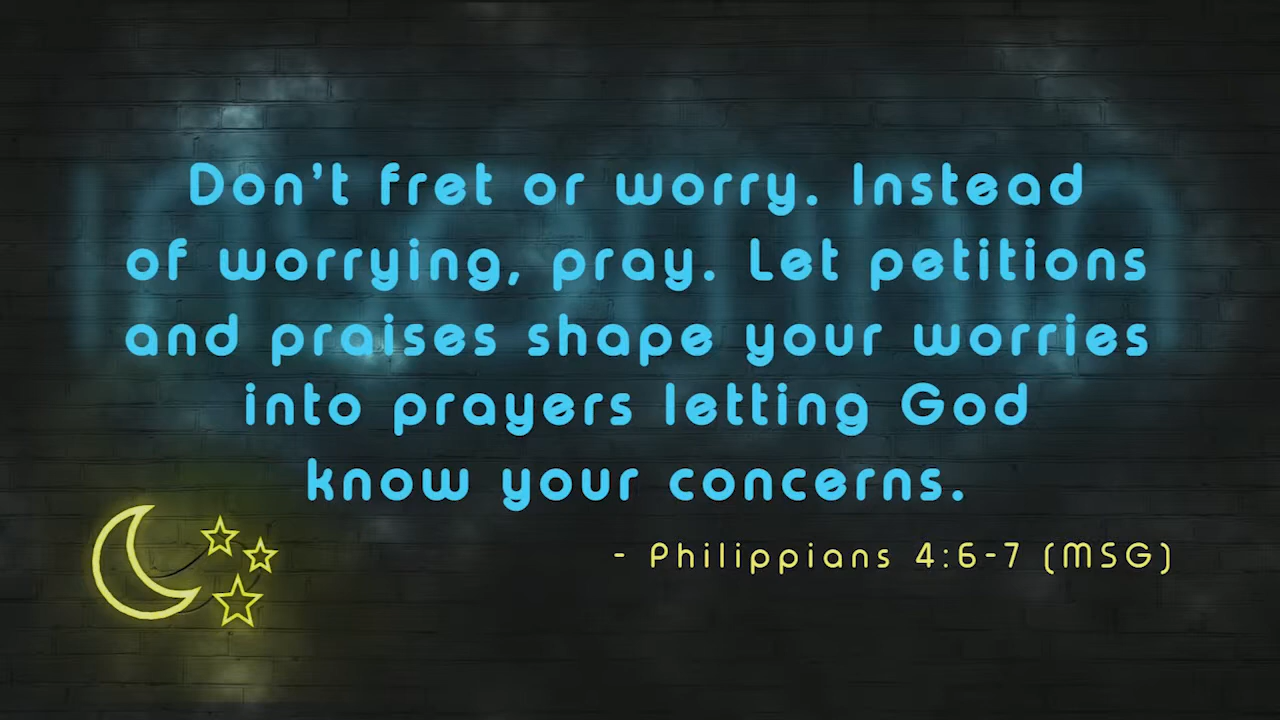 Don't fret or worry. Instead
of worrying, pray. Let petitions
and praises shape your worries
into prayers letting God
know your concerns.
- Philippians 4:6-7 (MSG)